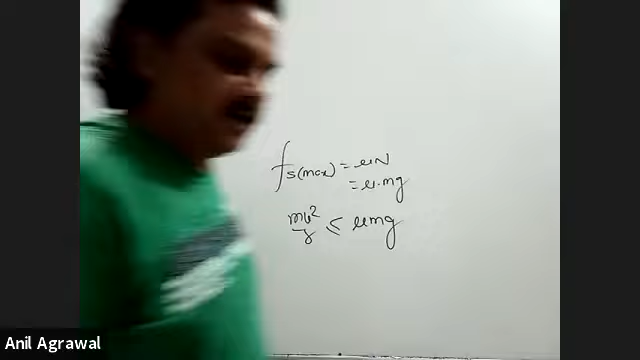 fs(max) = μN
= μ.mg
mv²/r ≤ μmg
Anil Agrawal